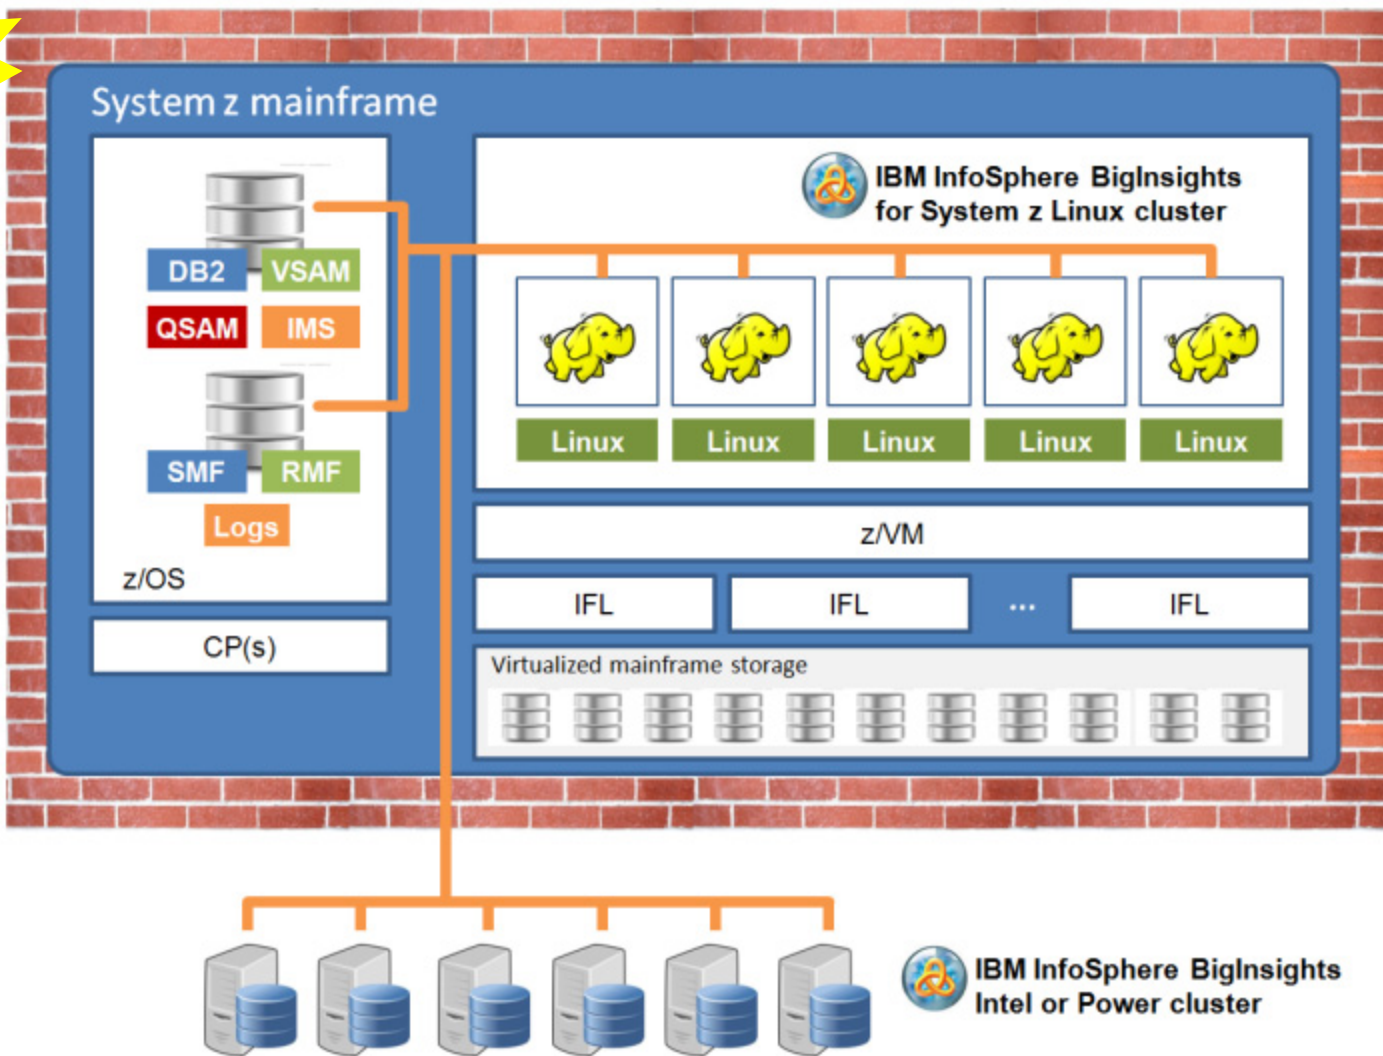 System z mainframe
IBM InfoSphere BigInsights
for System z Linux cluster
DB2
VSAM
QSAM
IMS
SMF
RMF
Logs
z/OS
CP(s)
Linux
Linux
Linux
Linux
Linux
z/VM
IFL
IFL
...
IFL
Virtualized mainframe storage
IBM InfoSphere BigInsights
Intel or Power cluster